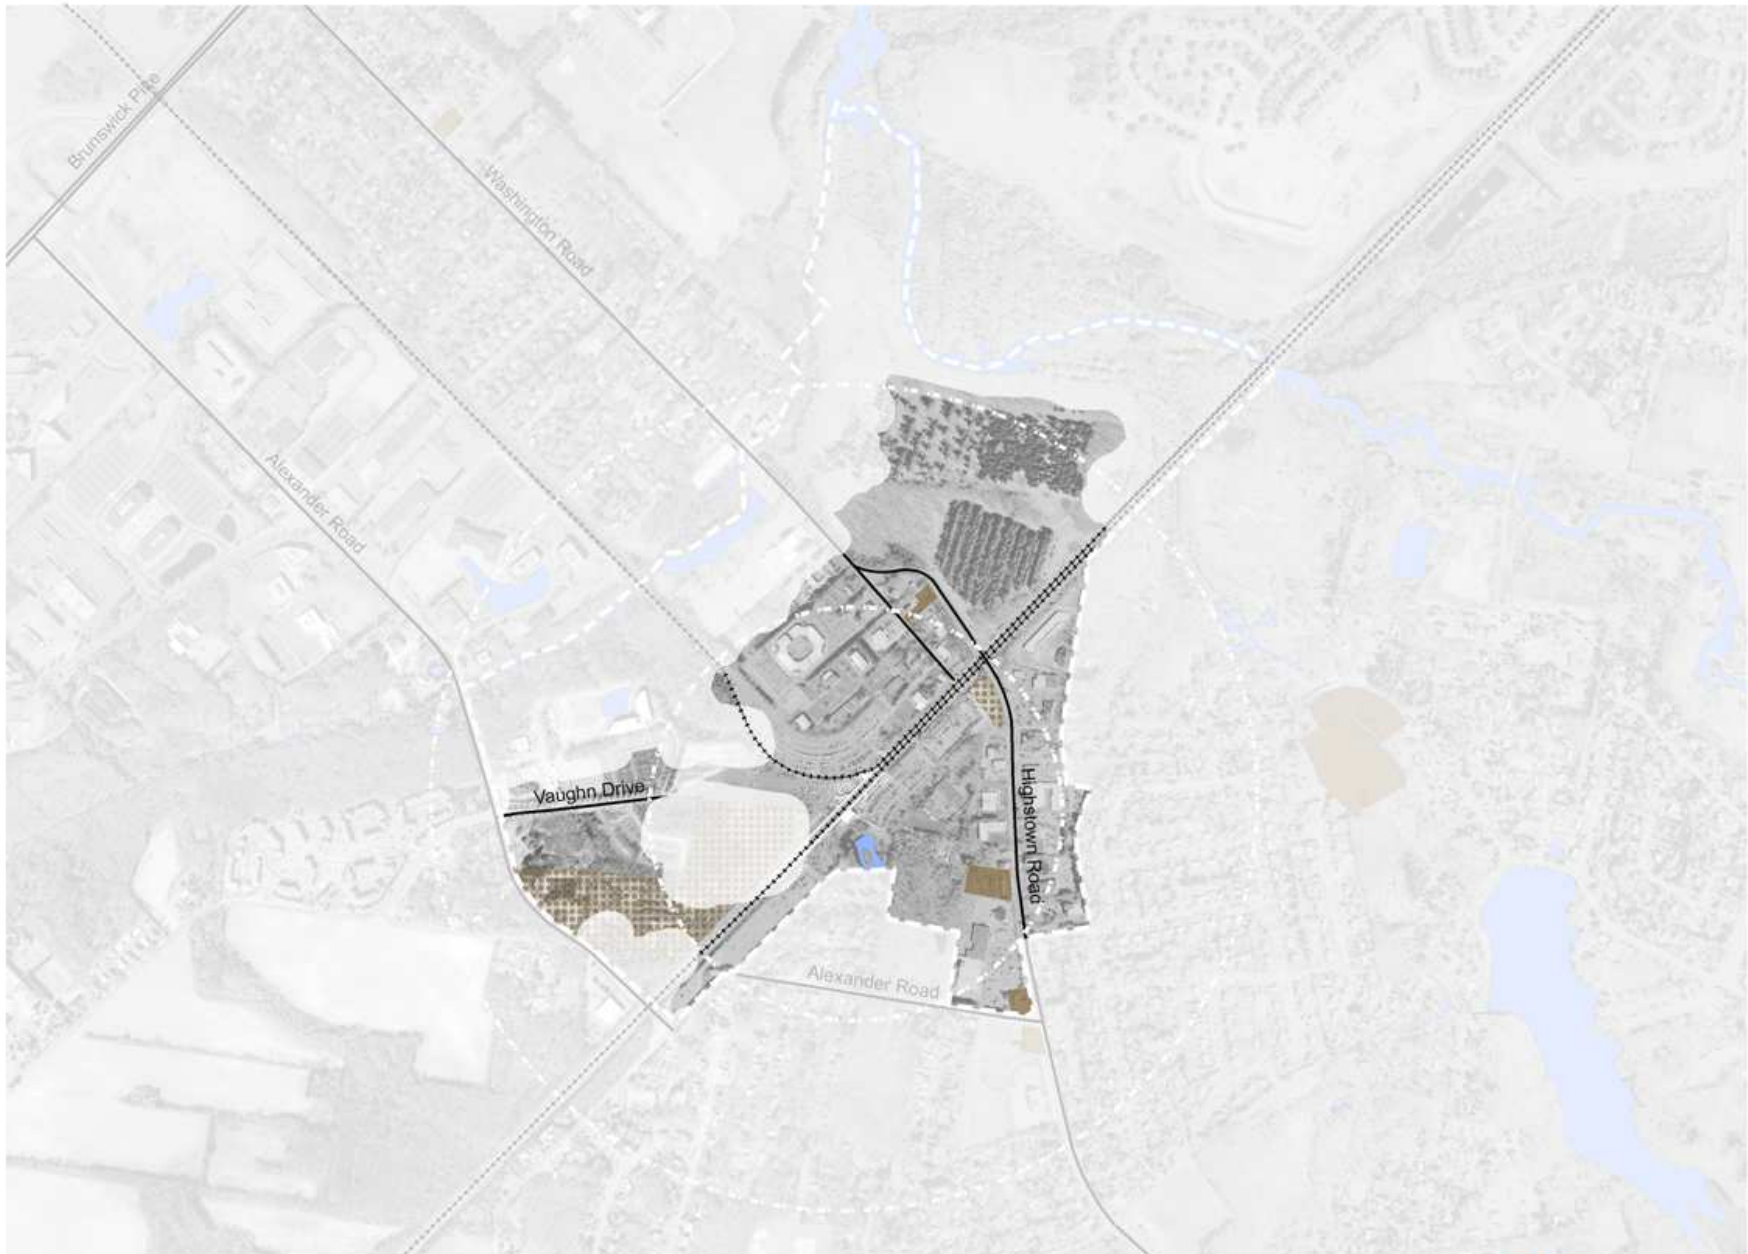 Brunswick Pike
Washington Road
Alexander Road
Vaughn Drive
Highstown Road
Alexander Road